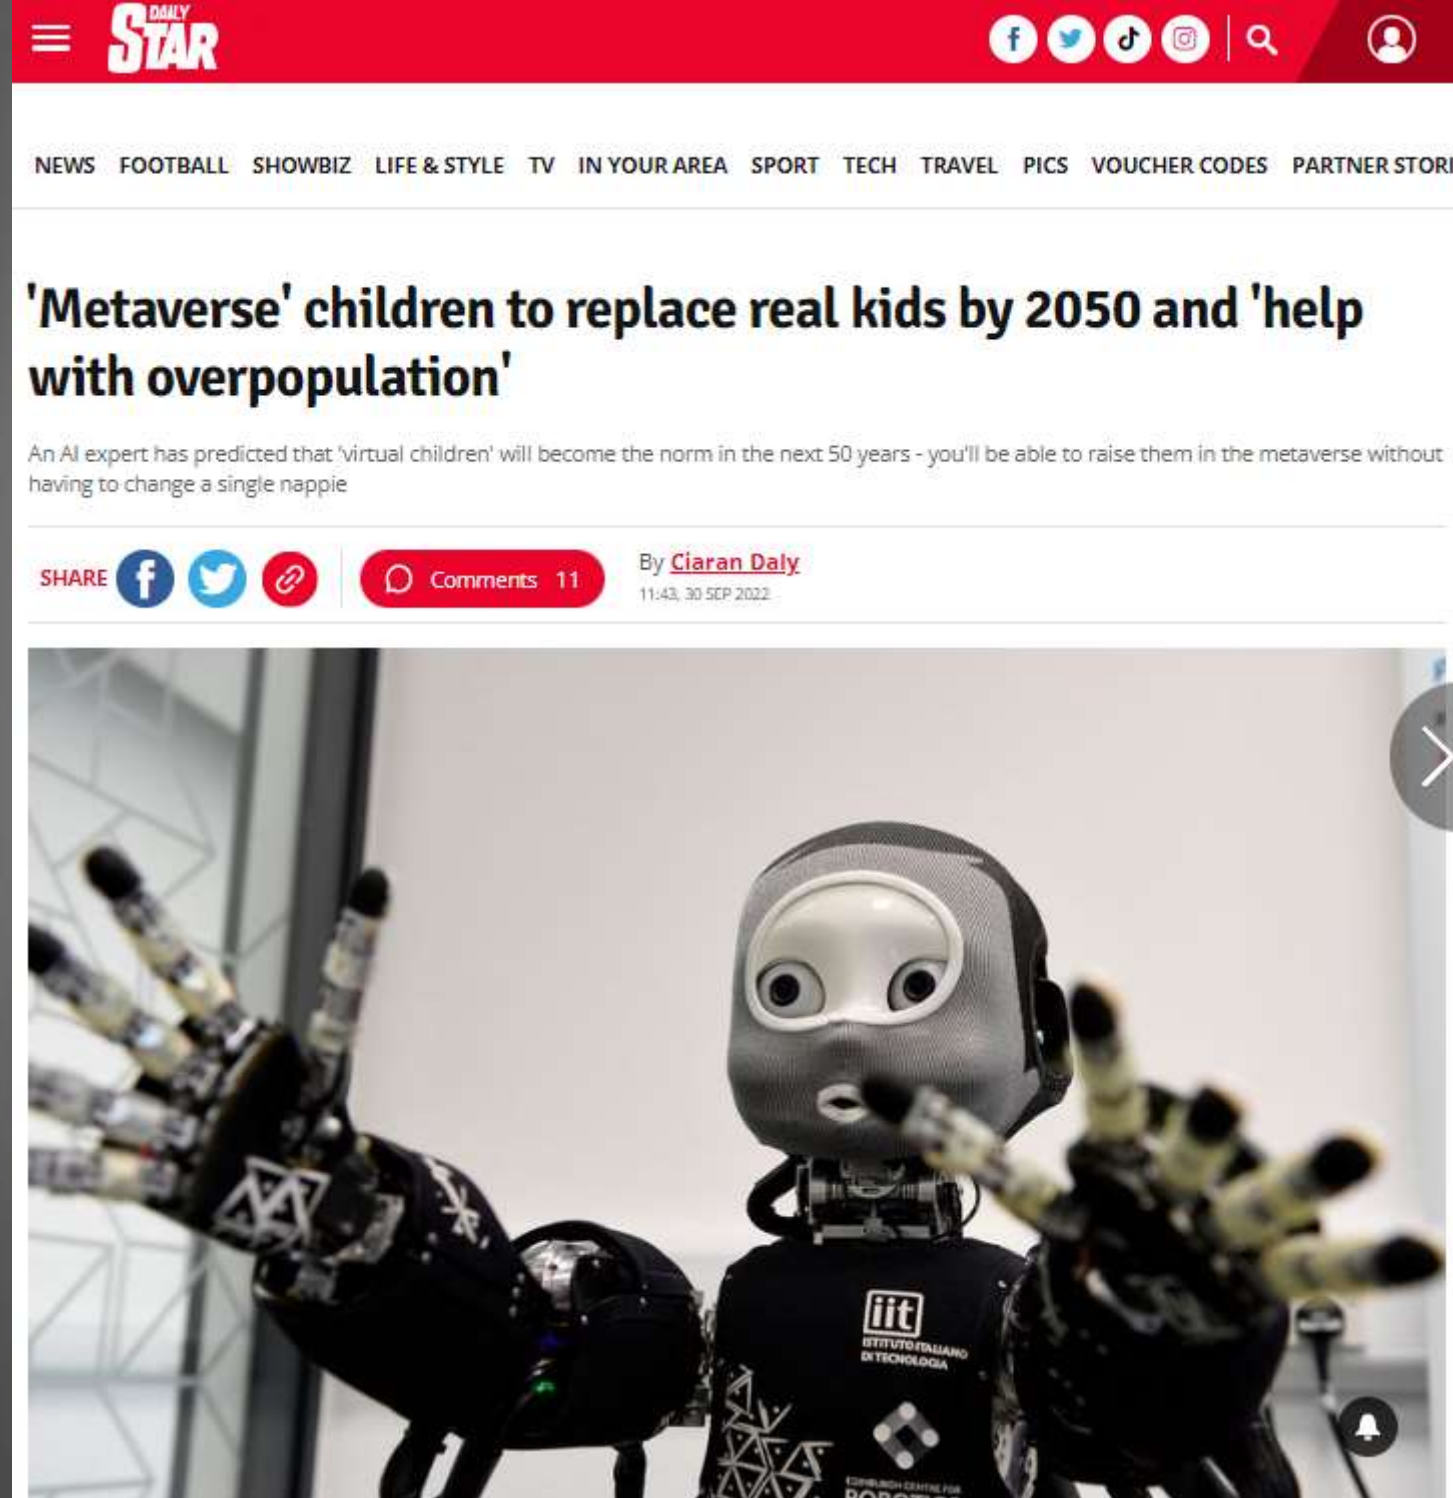 DAILY
STAR
NEWS FOOTBALL SHOWBIZ LIFE & STYLE TV IN YOUR AREA SPORT TECH TRAVEL PICS VOUCHER CODES PARTNER STORI
'Metaverse' children to replace real kids by 2050 and 'help
with overpopulation'
An AI expert has predicted that 'virtual children' will become the norm in the next 50 years - you'll be able to raise them in the metaverse without
having to change a single nappie
SHARE Comments 11 By Ciaran Daly
11:43, 30 SEP 2022
iit
ISTITUTO ITALIANO
DI TECNOLOGIA
EDINBURGH CENTRE FOR
ROBOTICS